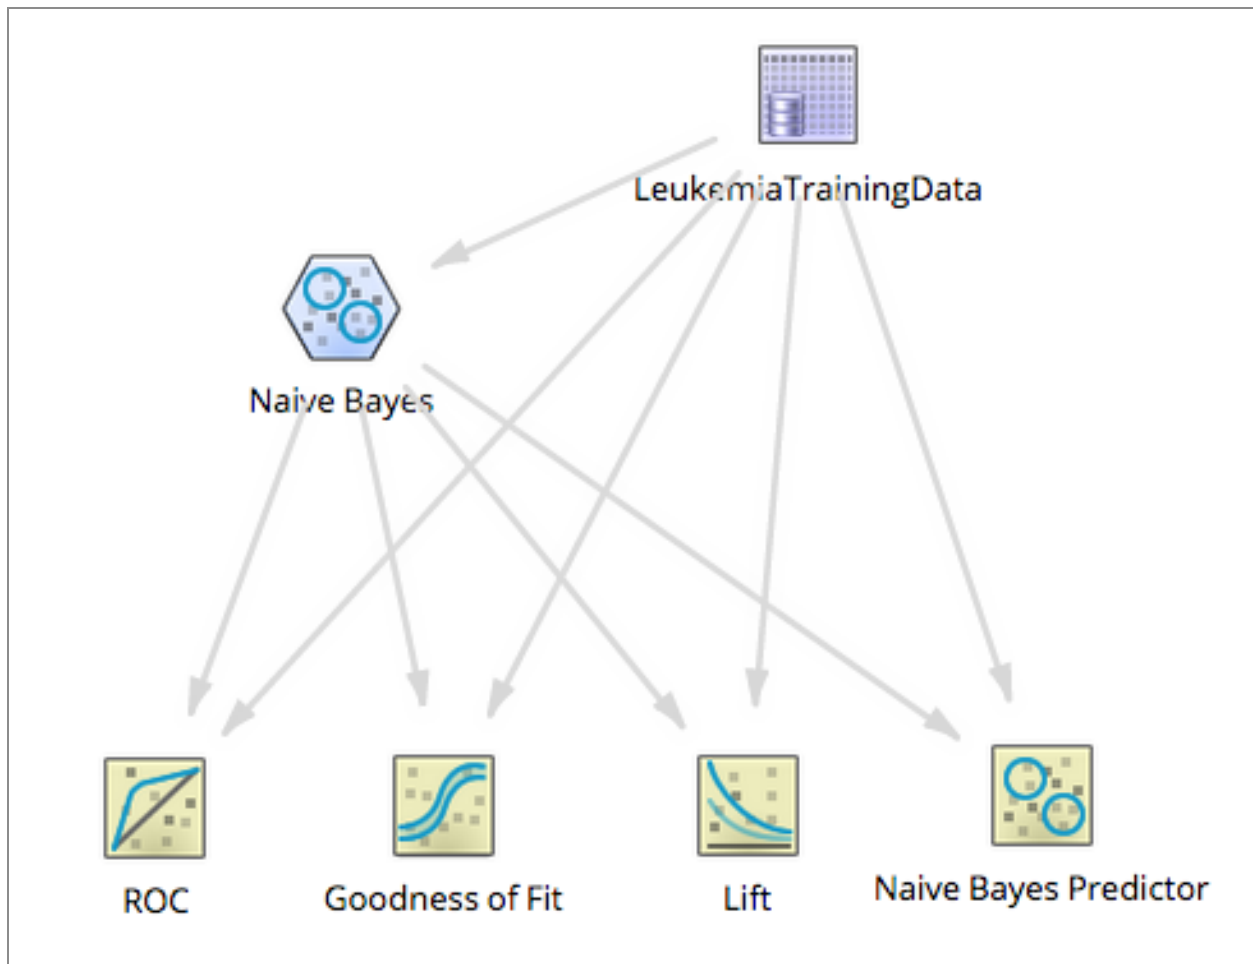 LeukemiaTrainingData
Naive Bayes
ROC
Goodness of Fit
Lift
Naive Bayes Predictor